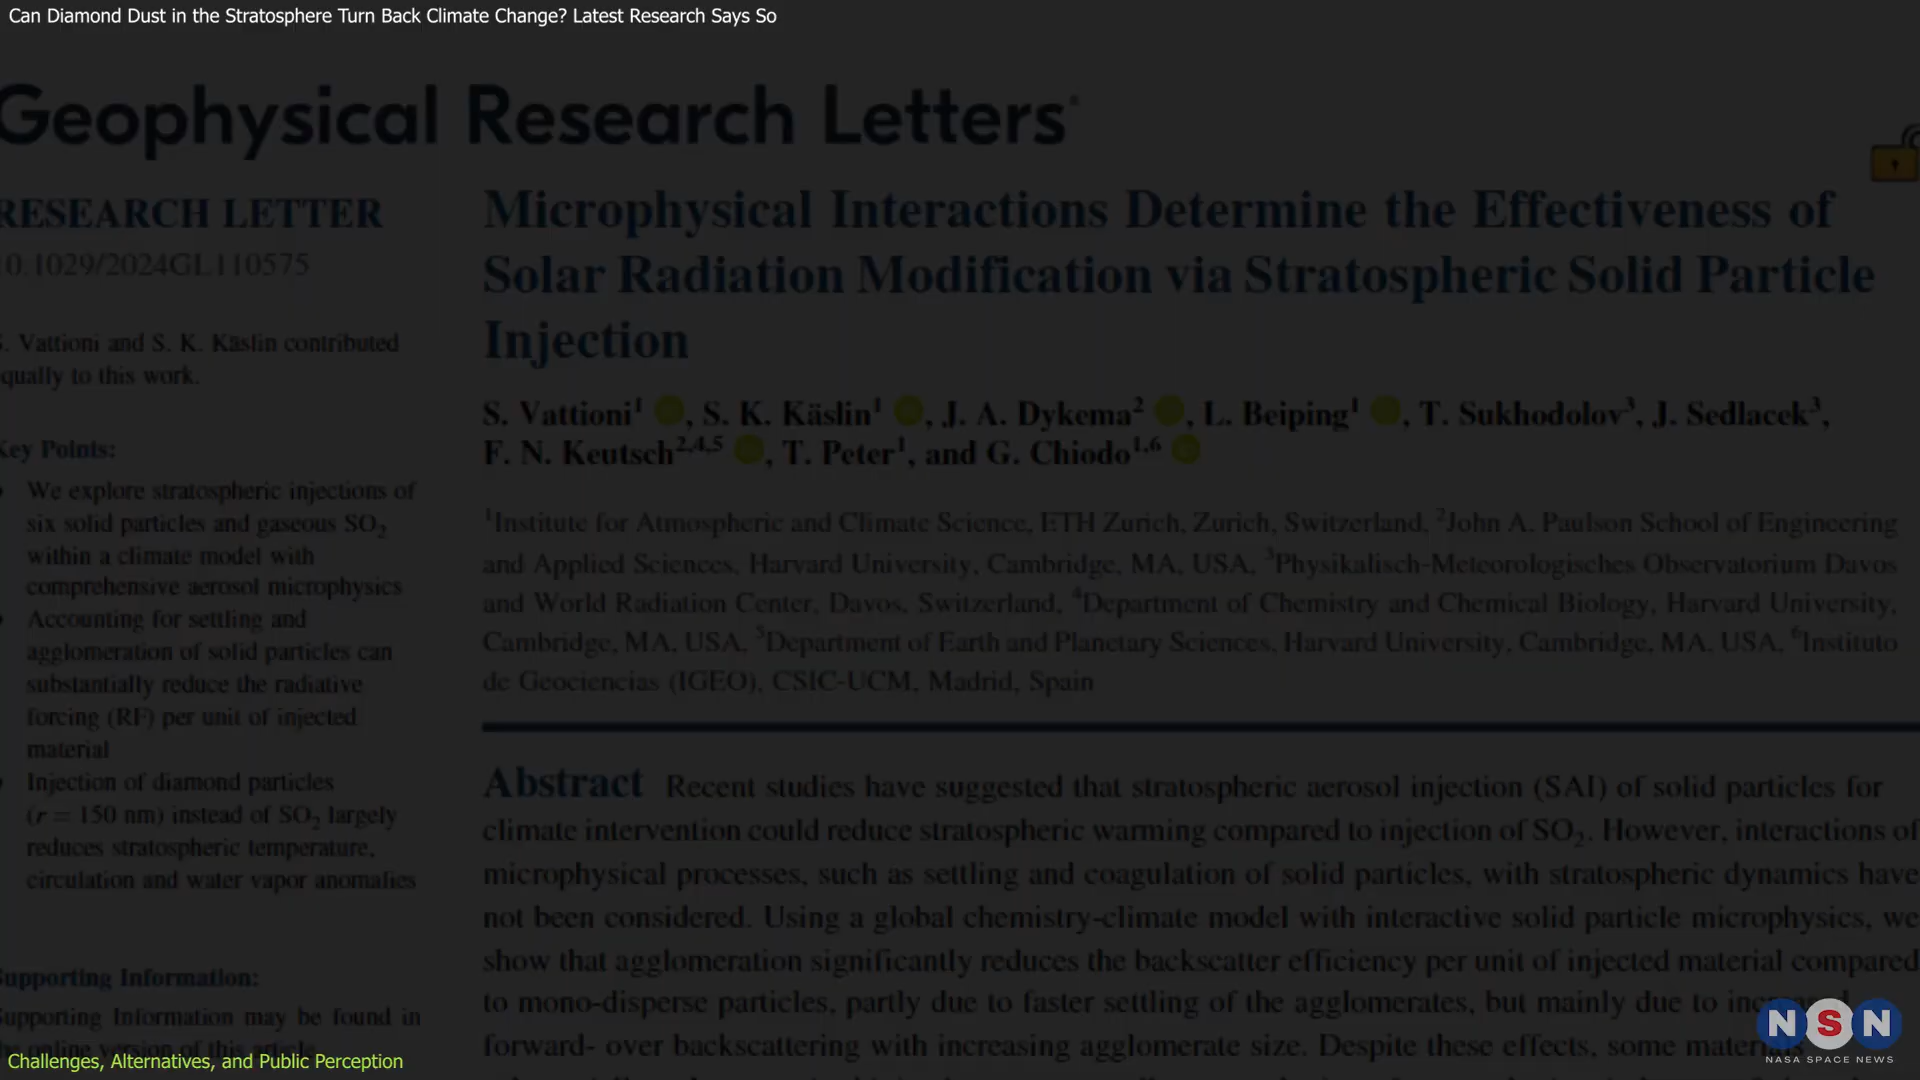 Can Diamond Dust in the Stratosphere Turn Back Climate Change? Latest Research Says So
Geophysical Research Letters
RESEARCH LETTER
0.1029/2024GL110575
S. Vattioni and S. K. Käslin contributed
equally to this work.
Key Points:
We explore stratospheric injections of
six solid particles and gaseous SO₂
within a climate model with
comprehensive aerosol microphysics
Accounting for settling and
agglomeration of solid particles can
substantially reduce the radiative
forcing (RF) per unit of injected
material
Injection of diamond particles
(r = 150 nm) instead of SO₂ largely
reduces stratospheric temperature,
circulation and water vapor anomalies
Supporting Information:
Supporting Information may be found in
the online version of this article.
Microphysical Interactions Determine the Effectiveness of
Solar Radiation Modification via Stratospheric Solid Particle
Injection
S. Vattioni¹, S. K. Käslin¹, J. A. Dykema², L. Beiping¹, T. Sukhodolov³, J. Sedlacek³,
F. N. Keutsch²,⁴,⁵, T. Peter¹, and G. Chiodo¹,⁶
¹Institute for Atmospheric and Climate Science, ETH Zurich, Zurich, Switzerland, ²John A. Paulson School of Engineering
and Applied Sciences, Harvard University, Cambridge, MA, USA, ³Physikalisch-Meteorologisches Observatorium Davos
and World Radiation Center, Davos, Switzerland, ⁴Department of Chemistry and Chemical Biology, Harvard University,
Cambridge, MA, USA, ⁵Department of Earth and Planetary Sciences, Harvard University, Cambridge, MA, USA, ⁶Instituto
de Geociencias (IGEO), CSIC-UCM, Madrid, Spain
Abstract Recent studies have suggested that stratospheric aerosol injection (SAI) of solid particles for
climate intervention could reduce stratospheric warming compared to injection of SO₂. However, interactions of
microphysical processes, such as settling and coagulation of solid particles, with stratospheric dynamics have
not been considered. Using a global chemistry-climate model with interactive solid particle microphysics, we
show that agglomeration significantly reduces the backscatter efficiency per unit of injected material compared
to mono-disperse particles, partly due to faster settling of the agglomerates, but mainly due to increased
forward- over backscattering with increasing agglomerate size. Despite these effects, some materials
Challenges, Alternatives, and Public Perception
NSN
NASA SPACE NEWS